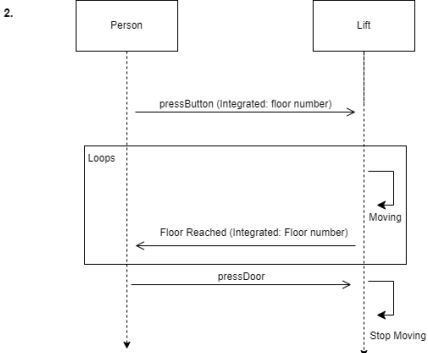 2.
Person
Lift
pressButton (Integrated: floor number)
Loops
Moving
Floor Reached (Integrated: Floor number)
pressDoor
Stop Moving